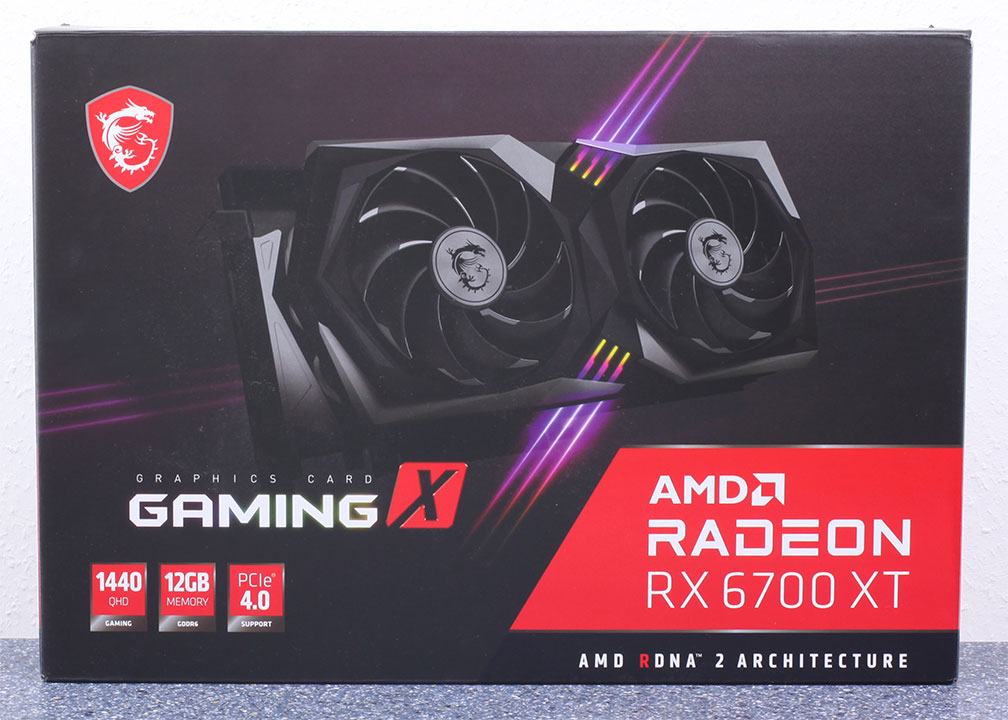 GRAPHICS CARD
GAMING X
1440
QHD
GAMING
12GB
MEMORY
GDDR6
PCIe®
4.0
SUPPORT
AMD
RADEON
RX 6700 XT
AMD RDNA™ 2 ARCHITECTURE